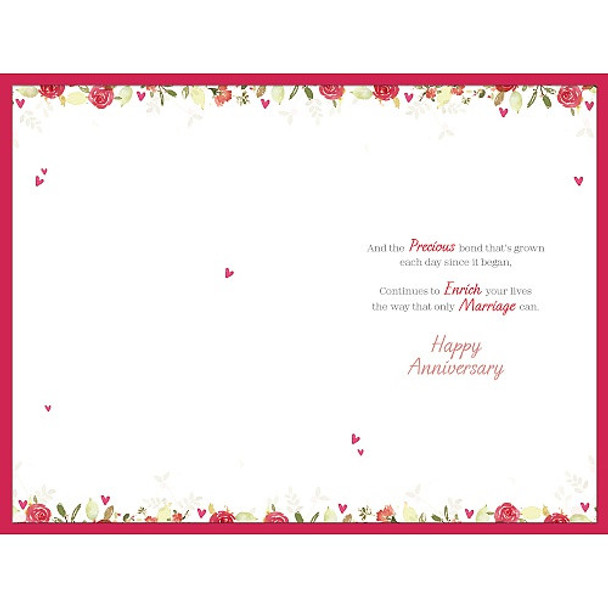 And the Precious bond that's grown
each day since it began,
Continues to Enrich your lives
the way that only Marriage can.
Happy
Anniversary